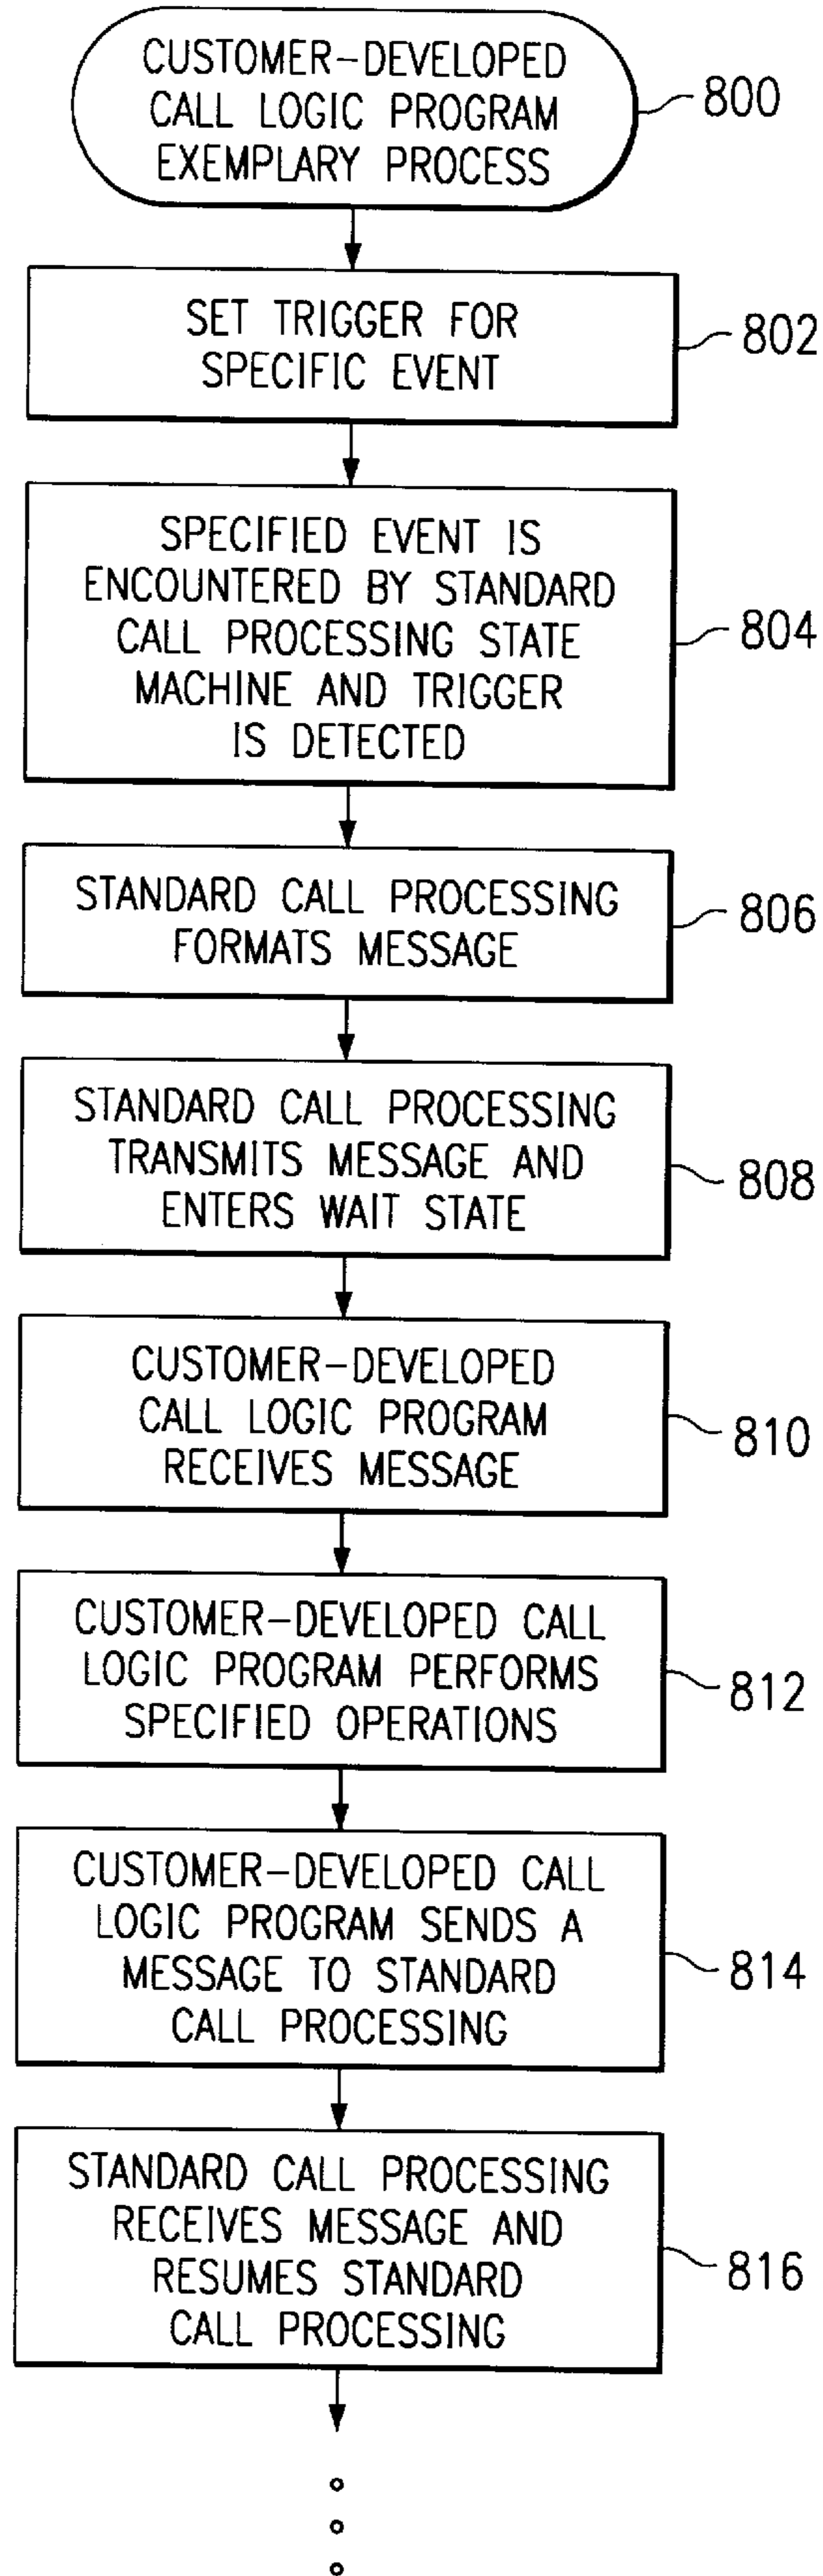 CUSTOMER-DEVELOPED
CALL LOGIC PROGRAM
EXEMPLARY PROCESS
800
SET TRIGGER FOR
SPECIFIC EVENT
802
SPECIFIED EVENT IS
ENCOUNTERED BY STANDARD
CALL PROCESSING STATE
MACHINE AND TRIGGER
IS DETECTED
804
STANDARD CALL PROCESSING
FORMATS MESSAGE
806
STANDARD CALL PROCESSING
TRANSMITS MESSAGE AND
ENTERS WAIT STATE
808
CUSTOMER-DEVELOPED
CALL LOGIC PROGRAM
RECEIVES MESSAGE
810
CUSTOMER-DEVELOPED CALL
LOGIC PROGRAM PERFORMS
SPECIFIED OPERATIONS
812
CUSTOMER-DEVELOPED CALL
LOGIC PROGRAM SENDS A
MESSAGE TO STANDARD
CALL PROCESSING
814
STANDARD CALL PROCESSING
RECEIVES MESSAGE AND
RESUMES STANDARD
CALL PROCESSING
816